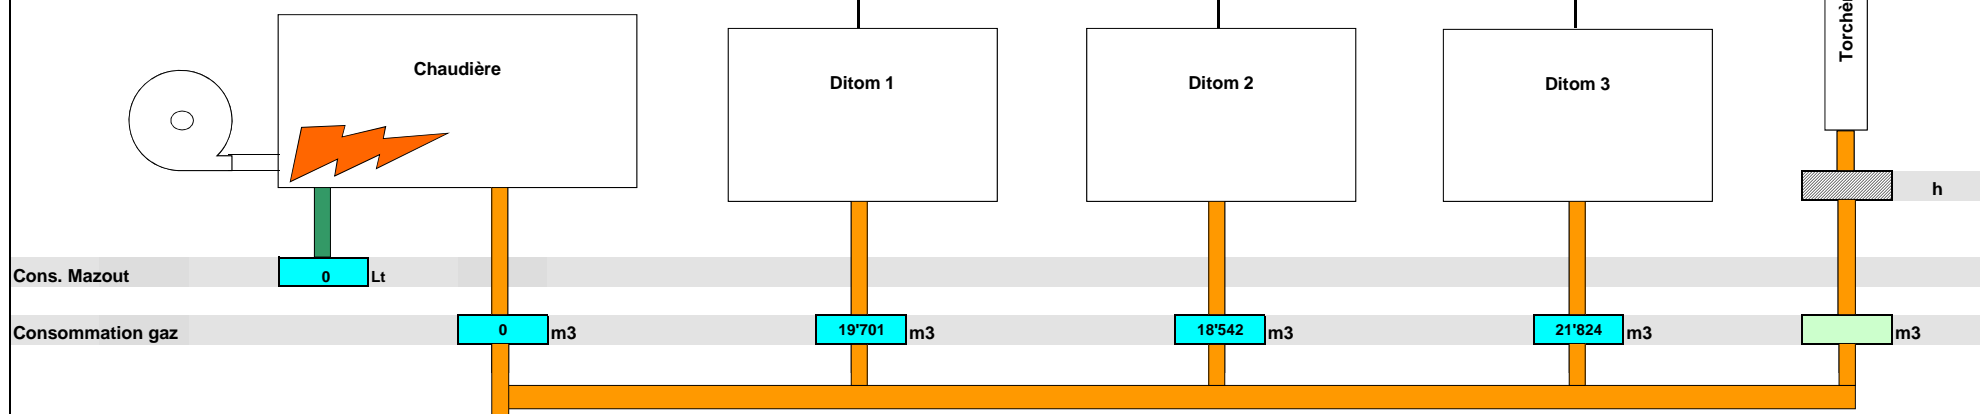 Torchèr
Chaudière
Ditom 1
Ditom 2
Ditom 3
h
Cons. Mazout 0 Lt
Consommation gaz 0 m3 19'701 m3 18'542 m3 21'824 m3 m3